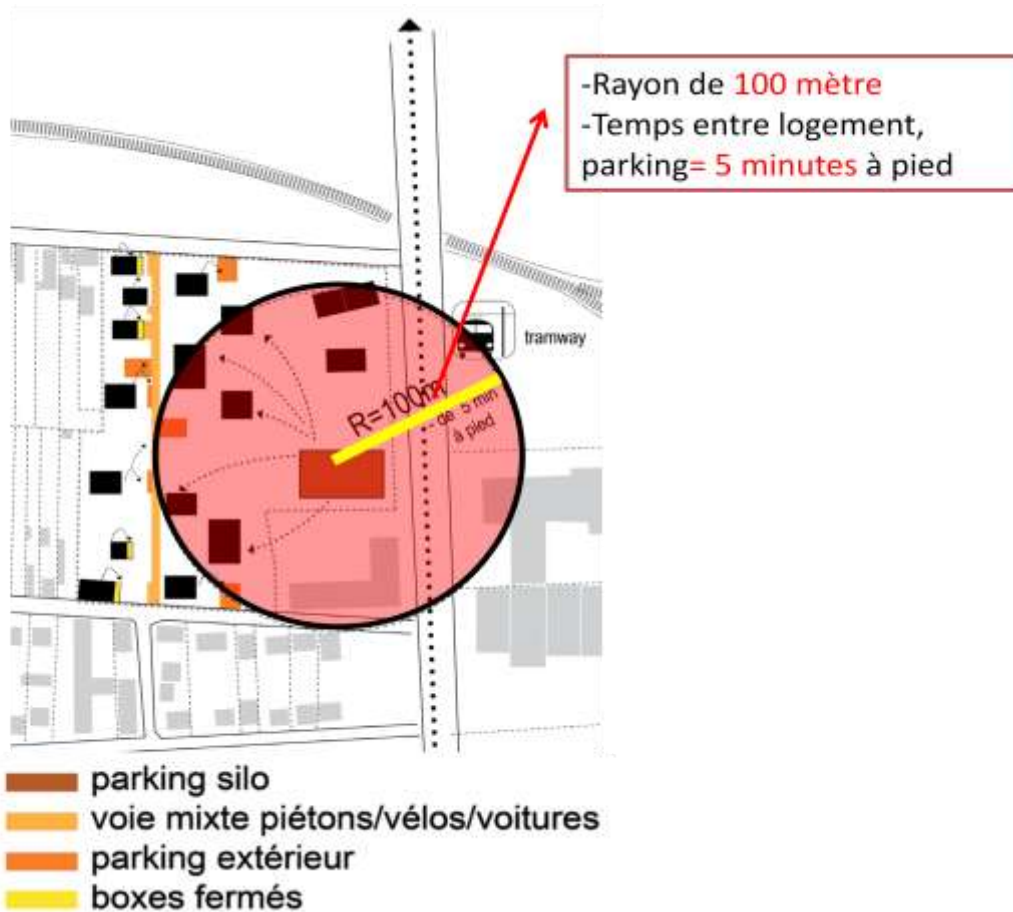 -Rayon de 100 mètre
-Temps entre logement,
parking= 5 minutes à pied
tramway
R=100m
- de 5 min
à pied
parking silo
voie mixte piétons/vélos/voitures
parking extérieur
boxes fermés